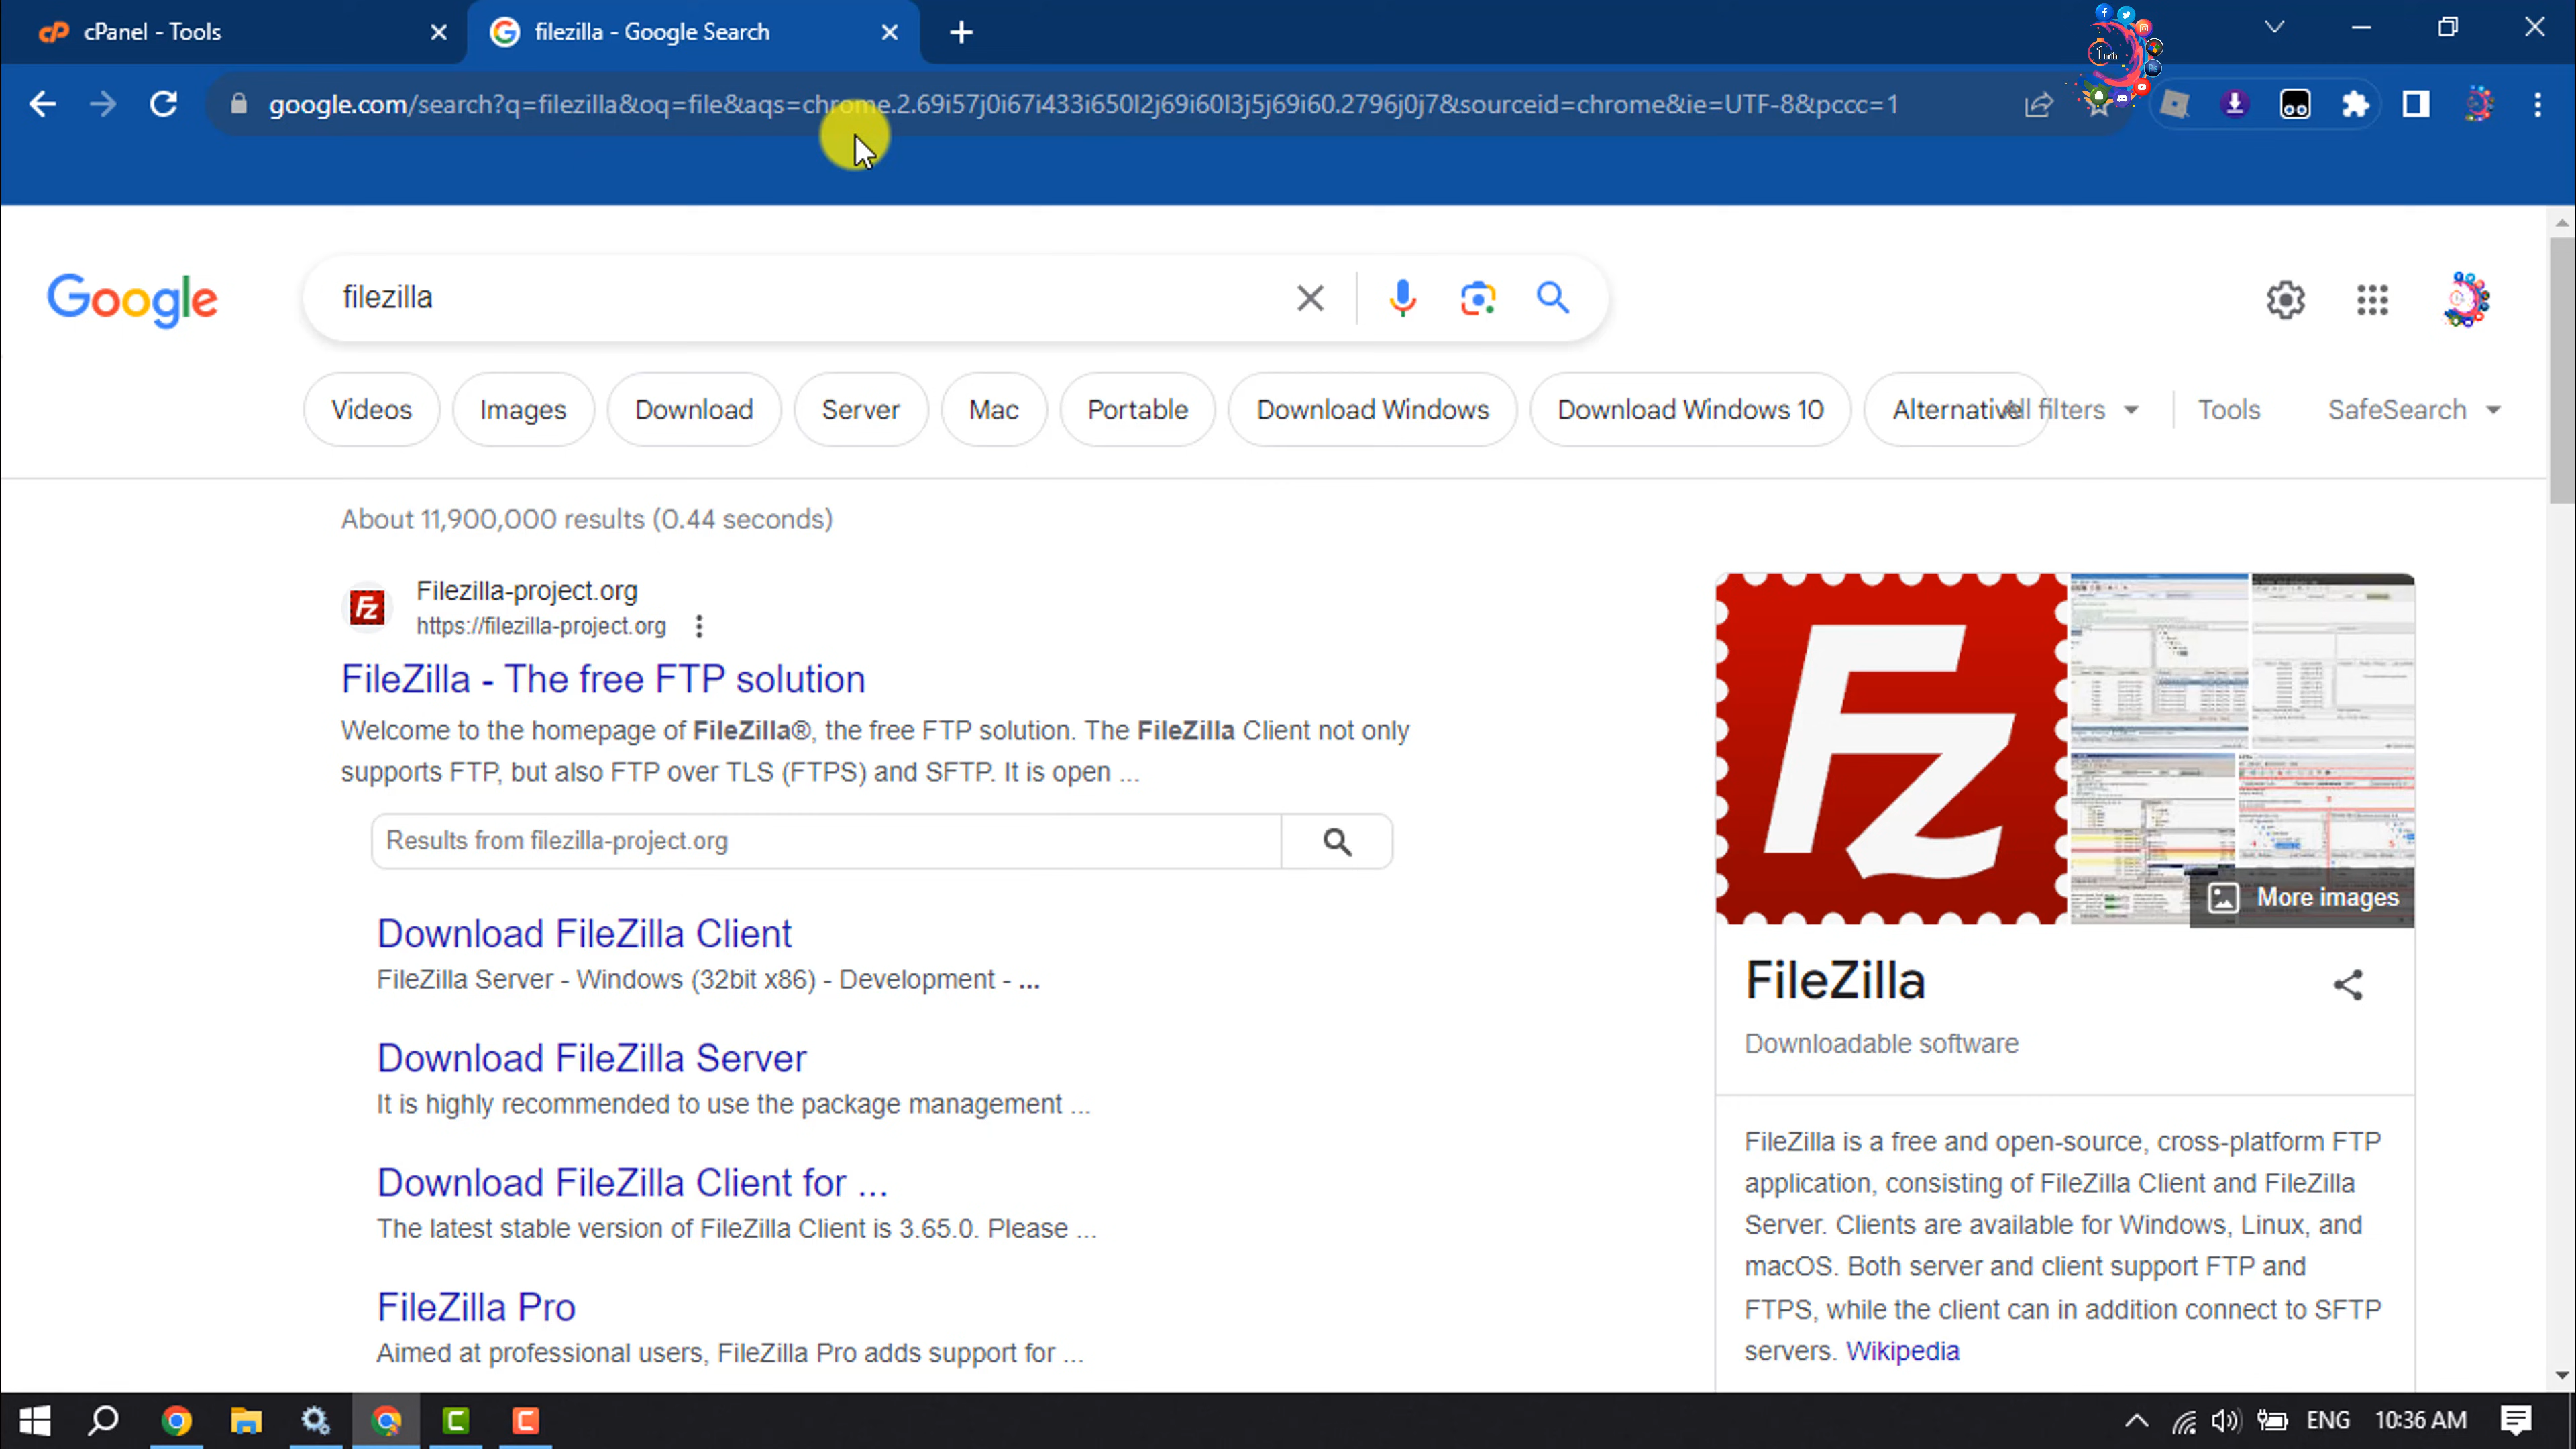 cPanel - Tools
filezilla - Google Search
google.com/search?q=filezilla&oq=file&aqs=chrome.2.69i57j0i67i433i650l2j69i60l3j5j69i60.2796j0j7&sourceid=chrome&ie=UTF-8&pccc=1
Google
filezilla
Videos
Images
Download
Server
Mac
Portable
Download Windows
Download Windows 10
Alternative
All filters
Tools
SafeSearch
About 11,900,000 results (0.44 seconds)
Filezilla-project.org
https://filezilla-project.org
FileZilla - The free FTP solution
Welcome to the homepage of FileZilla®, the free FTP solution. The FileZilla Client not only
supports FTP, but also FTP over TLS (FTPS) and SFTP. It is open ...
Results from filezilla-project.org
Download FileZilla Client
FileZilla Server - Windows (32bit x86) - Development - ...
Download FileZilla Server
It is highly recommended to use the package management ...
Download FileZilla Client for ...
The latest stable version of FileZilla Client is 3.65.0. Please ...
FileZilla Pro
Aimed at professional users, FileZilla Pro adds support for ...
Fz
More images
FileZilla
Downloadable software
FileZilla is a free and open-source, cross-platform FTP
application, consisting of FileZilla Client and FileZilla
Server. Clients are available for Windows, Linux, and
macOS. Both server and client support FTP and
FTPS, while the client can in addition connect to SFTP
servers. Wikipedia
ENG
10:36 AM